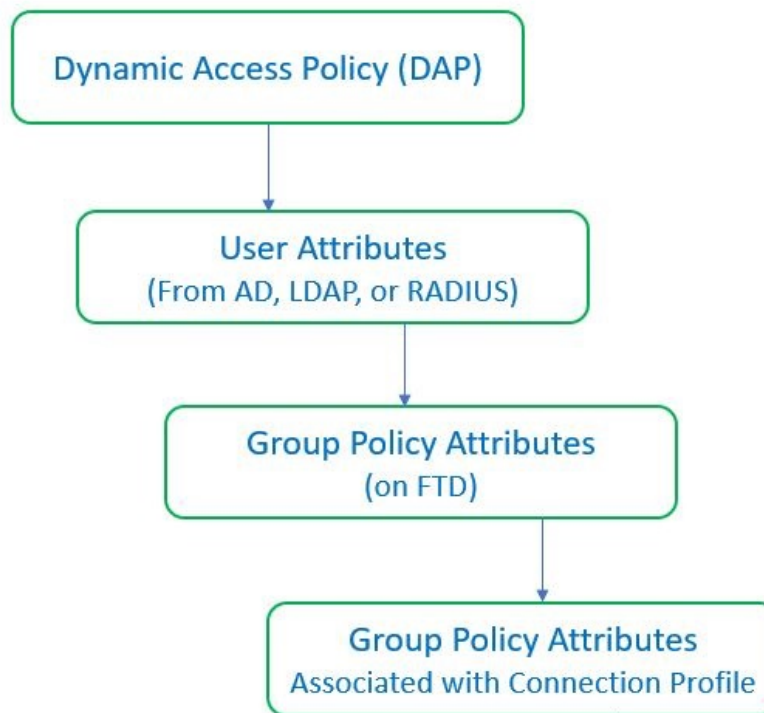 Dynamic Access Policy (DAP)
User Attributes
(From AD, LDAP, or RADIUS)
Group Policy Attributes
(on FTD)
Group Policy Attributes
Associated with Connection Profile